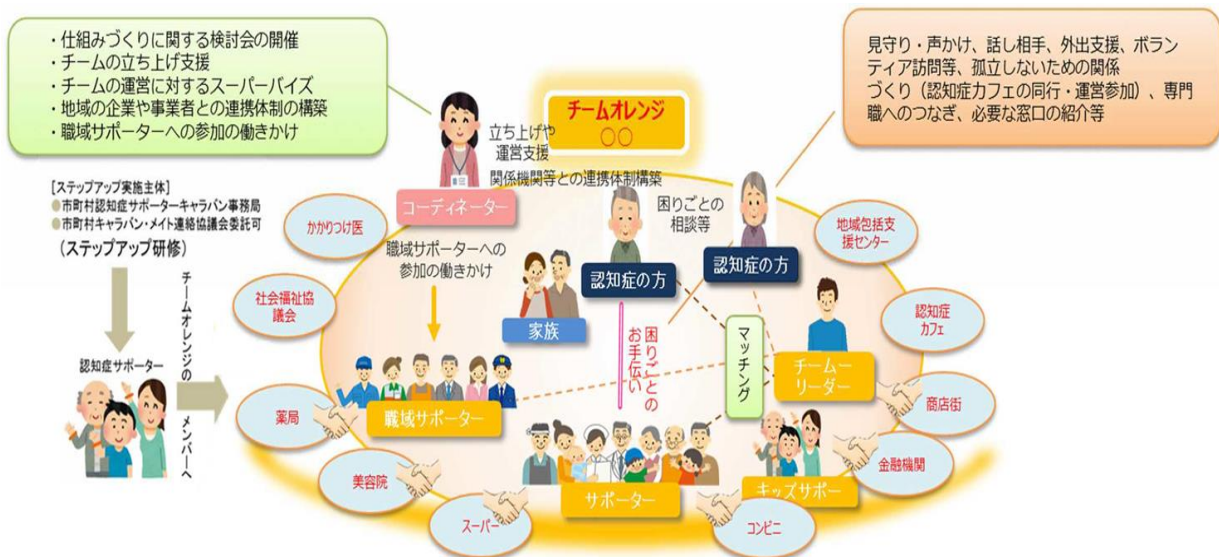 ・仕組みづくりに関する検討会の開催
・チームの立ち上げ支援
・チームの運営に対するスーパーバイズ
・地域の企業や事業者との連携体制の構築
・職域サポーターへの参加の働きかけ
チームオレンジ
○○
見守り・声かけ、話し相手、外出支援、ボラン
ティア訪問等、孤立しないための関係
づくり（認知症カフェの同行・運営参加）、専門
職へのつなぎ、必要な窓口の紹介等
立ち上げや
運営支援
関係機関等との連携体制構築
コーディネーター
[ステップアップ実施主体]
●市町村認知症サポーターキャラバン事務局
●市町村キャラバン・メイト連絡協議会委託可
(ステップアップ研修)
チームオレンジの
メンバーへ
認知症サポーター
かかりつけ医
社会福祉協
議会
薬局
美容院
スーパー
コンビニ
金融機関
商店街
認知症
カフェ
地域包括支
援センター
職域サポーターへの
参加の働きかけ
困りごとの
相談等
認知症の方
認知症の方
家族
困りごとの
お手伝い
マッチング
チームー
リーダー
職域サポーター
サポーター
キッズサポー